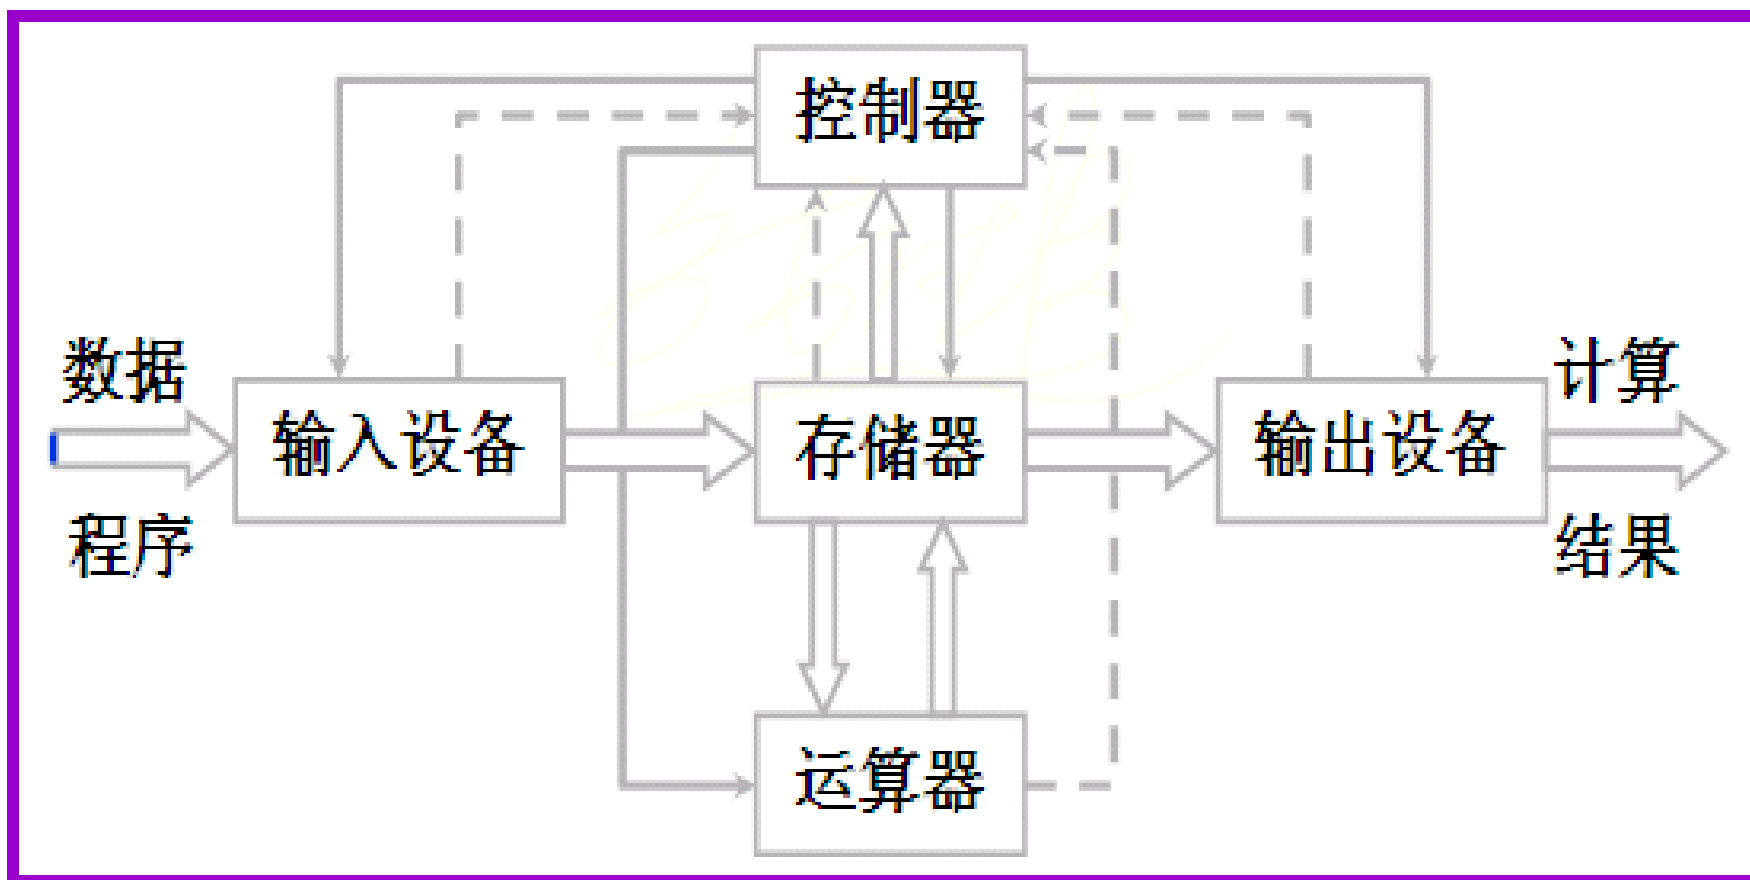 控制器
数据
程序
输入设备
存储器
输出设备
计算
结果
运算器